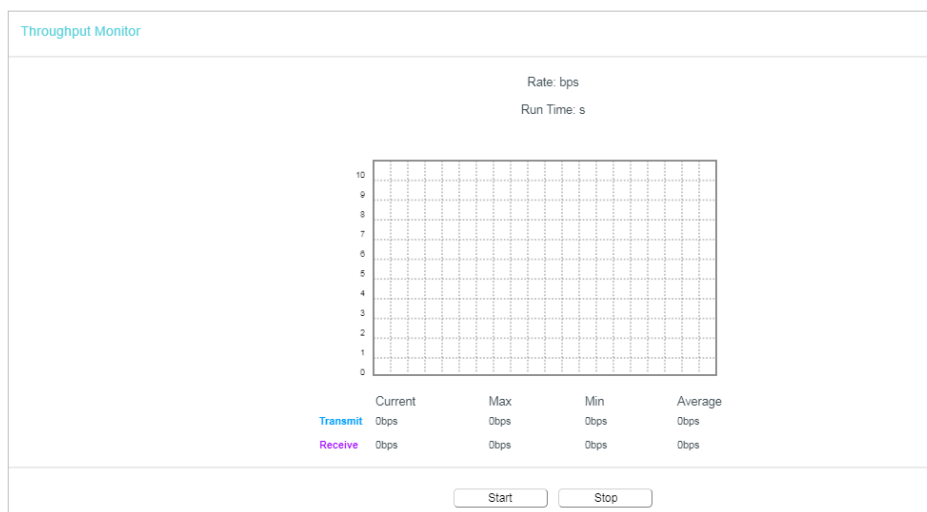 Throughput Monitor
Rate: bps
Run Time: s
10
9
8
7
6
5
4
3
2
1
0
Current Max Min Average
Transmit 0bps 0bps 0bps 0bps
Receive 0bps 0bps 0bps 0bps
Start Stop